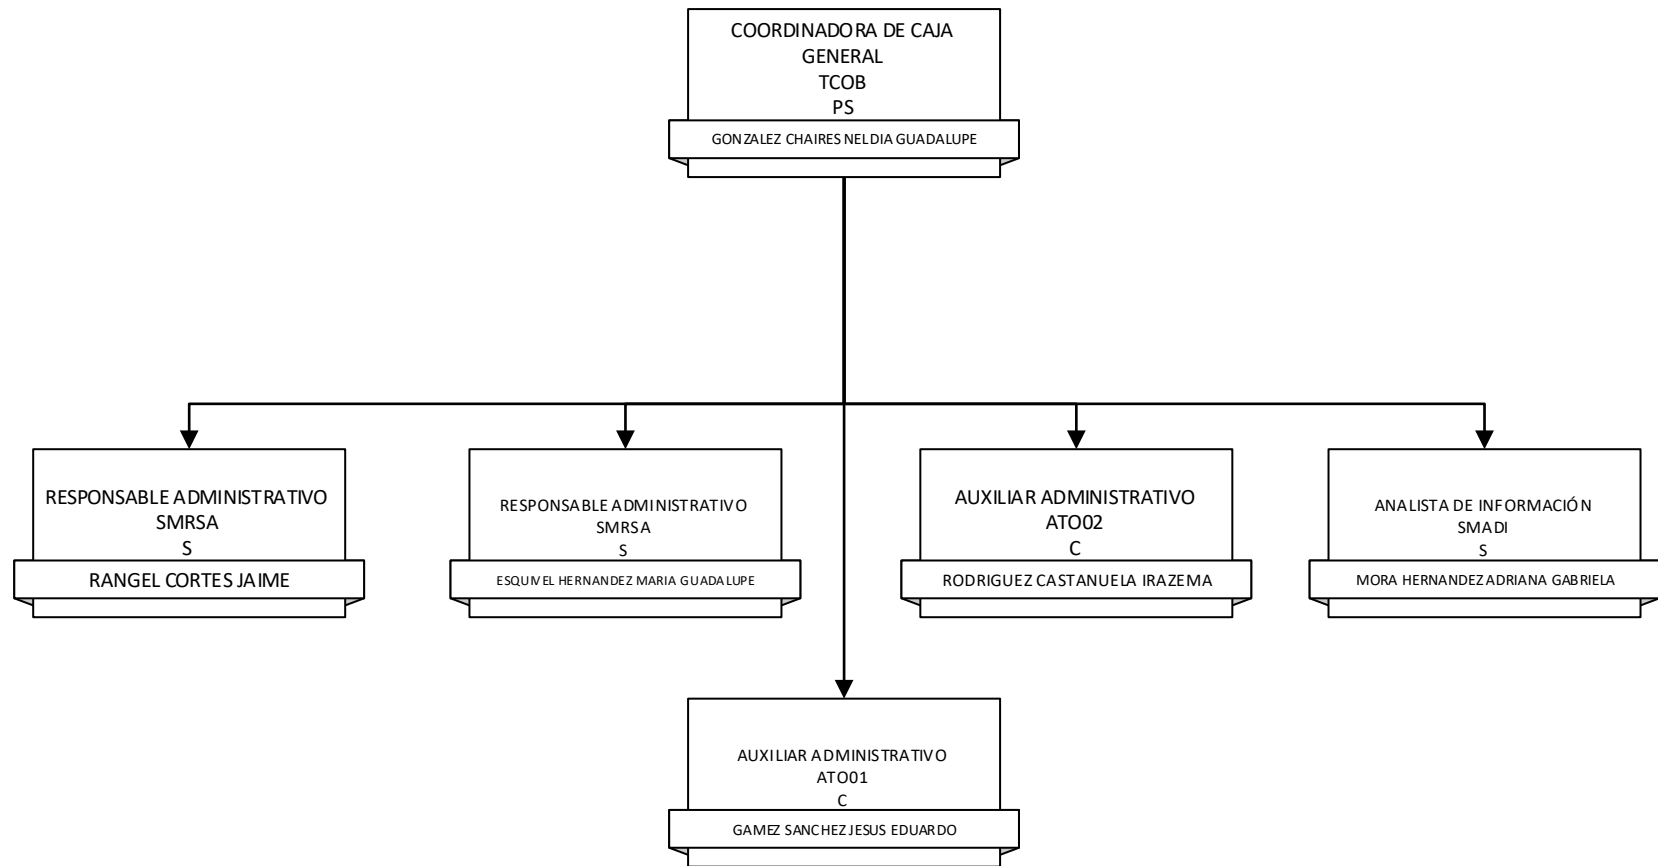 COORDINADORA DE CAJA
GENERAL
TCOB
PS
GONZALEZ CHAIRES NELDIA GUADALUPE
RESPONSABLE ADMINISTRATIVO
SMRSA
S
RANGEL CORTES JAIME
RESPONSABLE ADMINISTRATIVO
SMRSA
S
ESQUIVEL HERNANDEZ MARIA GUADALUPE
AUXILIAR ADMINISTRATIVO
ATO02
C
RODRIGUEZ CASTANUELA IRAZEMA
ANALISTA DE INFORMACIÓN
SMADI
S
MORA HERNANDEZ ADRIANA GABRIELA
AUXILIAR ADMINISTRATIVO
ATO01
C
GAMEZ SANCHEZ JESUS EDUARDO